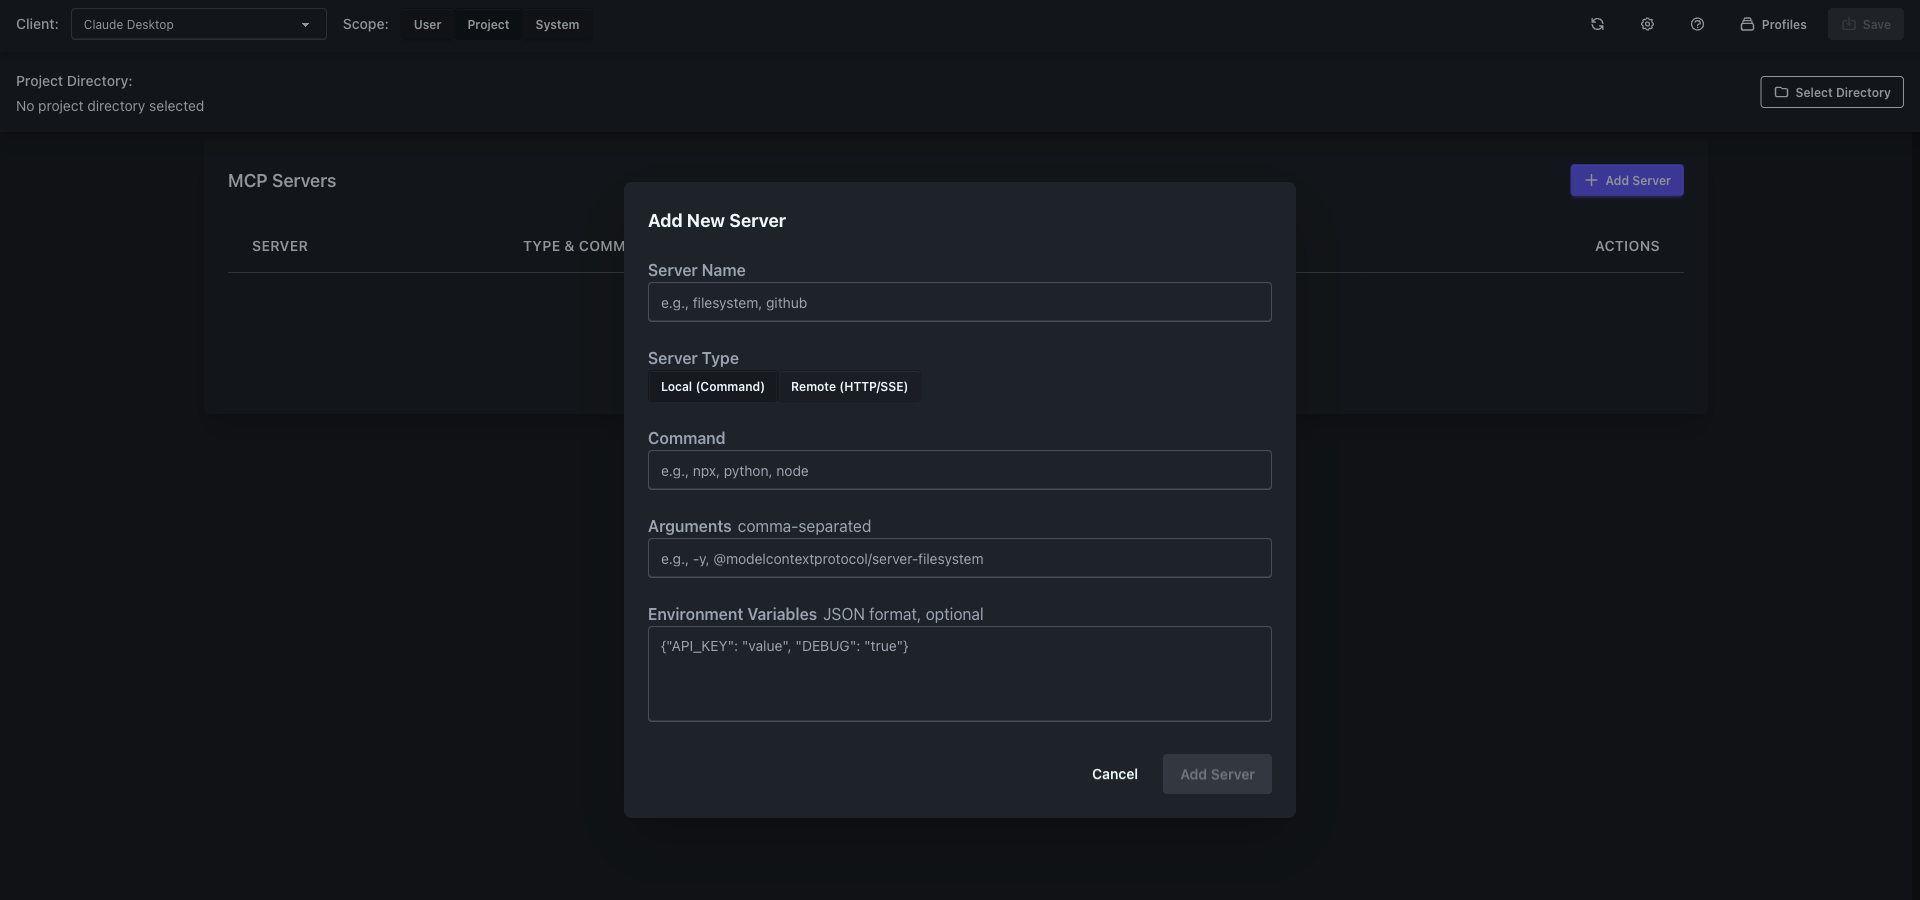 Client: Claude Desktop Scope: User Project System Profiles Save
Project Directory:
No project directory selected
Select Directory
MCP Servers
Add Server
SERVER TYPE & COMM ACTIONS
Add New Server
Server Name
e.g., filesystem, github
Server Type
Local (Command) Remote (HTTP/SSE)
Command
e.g., npx, python, node
Arguments comma-separated
e.g., -y, @modelcontextprotocol/server-filesystem
Environment Variables JSON format, optional
{"API_KEY": "value", "DEBUG": "true"}
Cancel Add Server